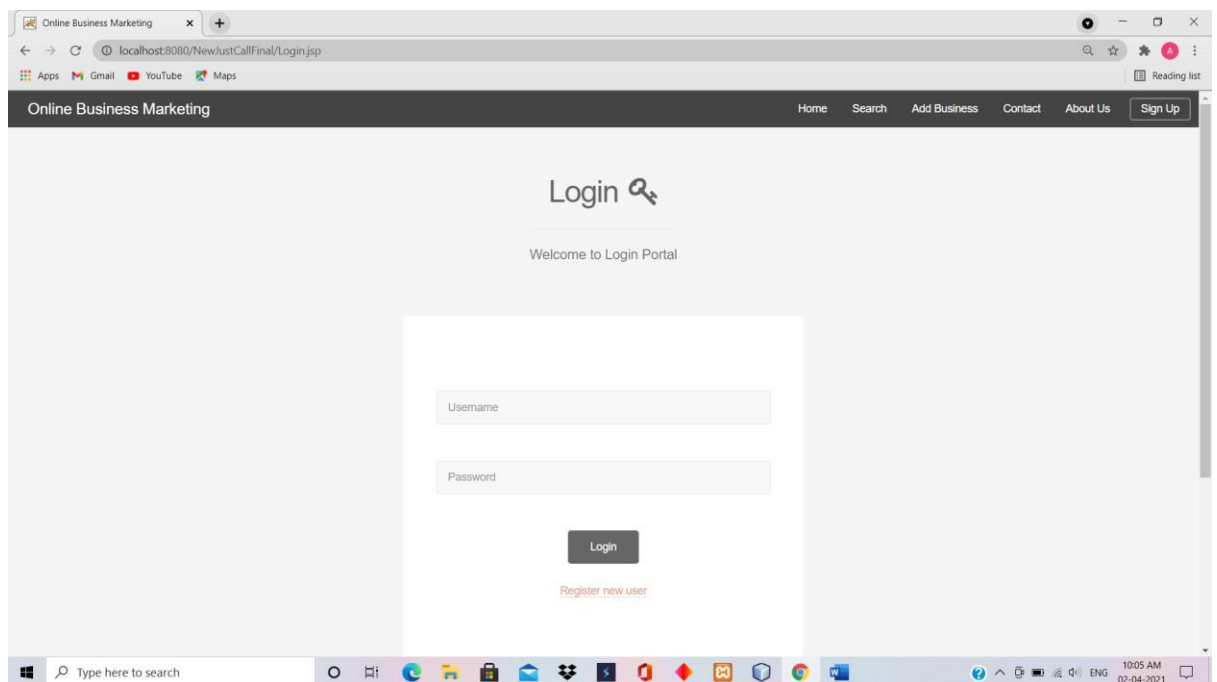 Online Business Marketing
localhost:8080/NewJustCallFinal/Login.jsp
A
Apps Gmail YouTube Maps Reading list
Online Business Marketing Home Search Add Business Contact About Us Sign Up
Login
Welcome to Login Portal
Username
Password
Login
Register new user
Type here to search
ENG
10:05 AM
02-04-2021